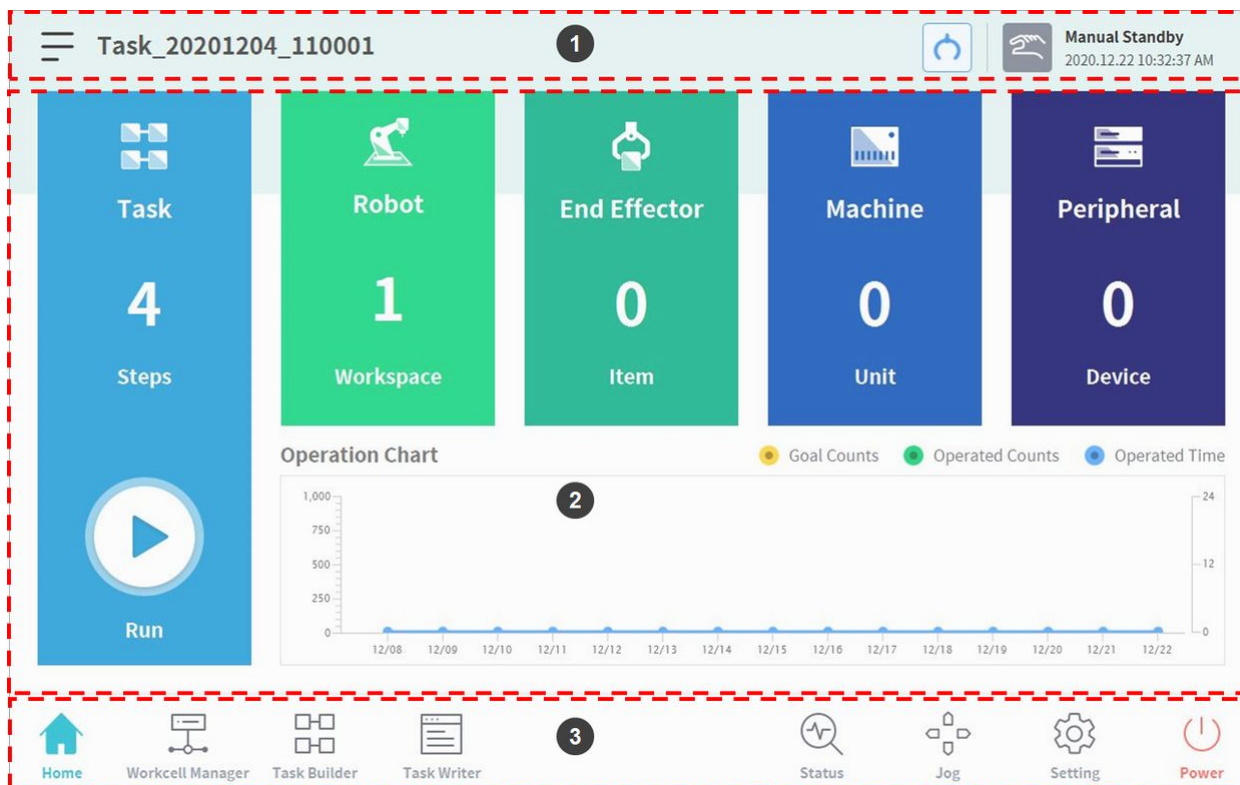 Task_20201204_110001
1
Manual Standby
2020.12.22 10:32:37 AM
Task
4
Steps
Run
Robot
1
Workspace
End Effector
0
Item
Machine
0
Unit
Peripheral
0
Device
Operation Chart
Goal Counts
Operated Counts
Operated Time
2
1,000
750
500
250
0
24
12
0
12/08 12/09 12/10 12/11 12/12 12/13 12/14 12/15 12/16 12/17 12/18 12/19 12/20 12/21 12/22
3
Home
Workcell Manager
Task Builder
Task Writer
Status
Jog
Setting
Power